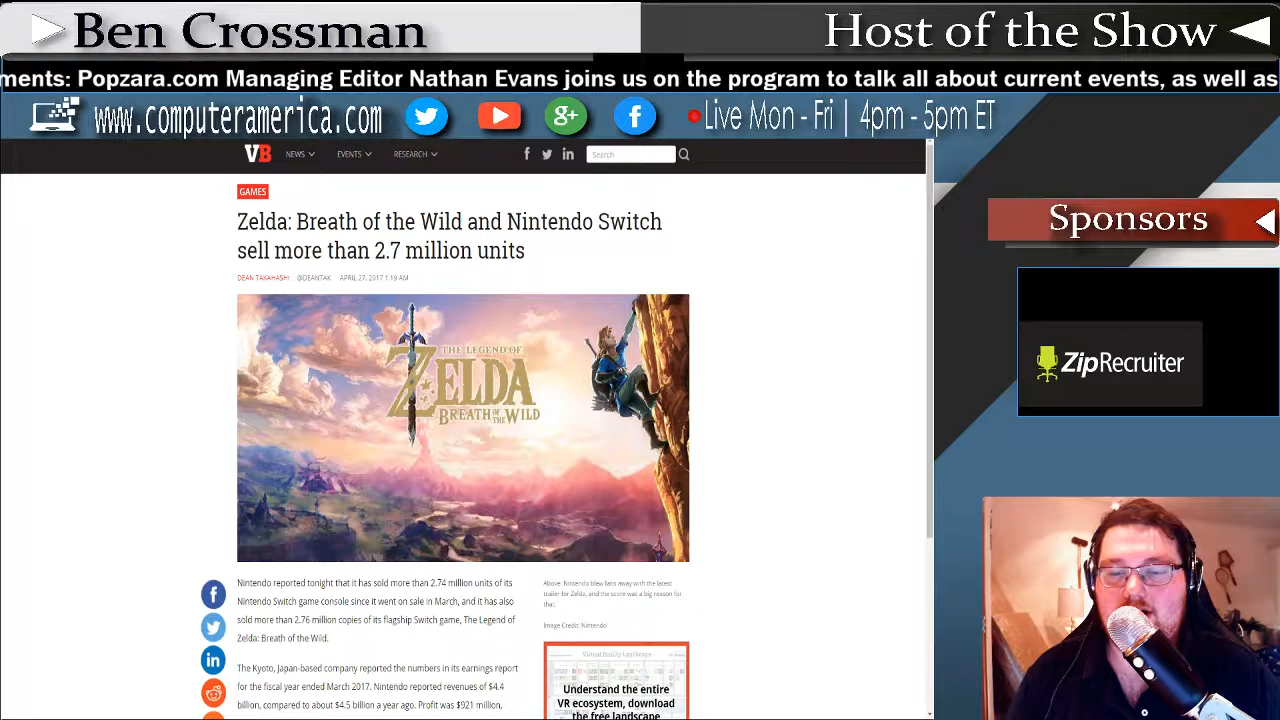 Ben Crossman
Host of the Show
ments: Popzara.com Managing Editor Nathan Evans joins us on the program to talk all about current events, as well as
www.computeramerica.com
Live Mon - Fri | 4pm - 5pm ET
VB NEWS EVENTS RESEARCH
Search
GAMES
Zelda: Breath of the Wild and Nintendo Switch
sell more than 2.7 million units
DEAN TAKAHASHI @DEANTAK APRIL 27, 2017 1:19 AM
THE LEGEND OF
ZELDA
BREATH OF THE WILD
Nintendo reported tonight that it has sold more than 2.74 million units of its
Nintendo Switch game console since it went on sale in March, and it has also
sold more than 2.76 million copies of its flagship Switch game, The Legend of
Zelda: Breath of the Wild.
The Kyoto, Japan-based company reported the numbers in its earnings report
for the fiscal year ended March 2017. Nintendo reported revenues of $4.4
billion, compared to about $4.5 billion a year ago. Profit was $921 million,
Above: Nintendo blew fans away with the latest
trailer for Zelda, and the score was a big reason for
that.
Image Credit: Nintendo
Understand the entire
VR ecosystem, download
the free landscape
Sponsors
ZipRecruiter